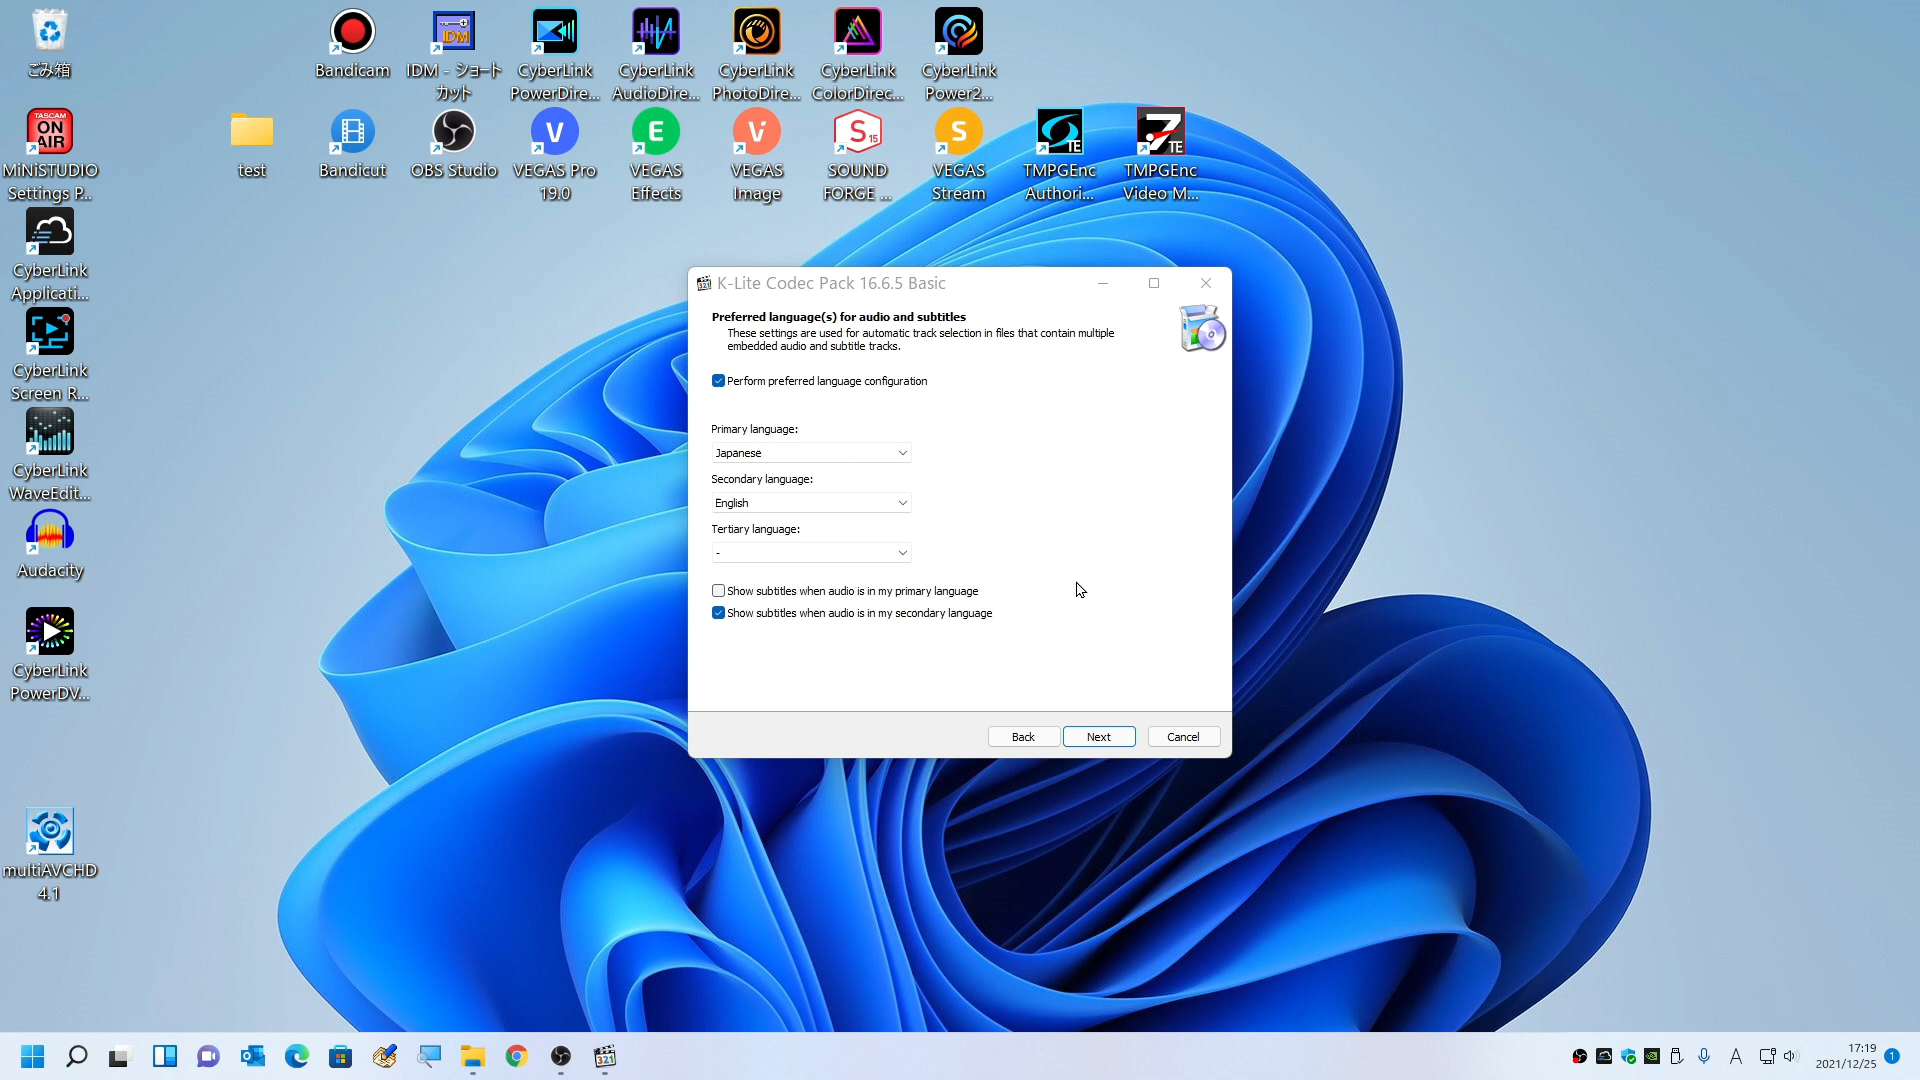 ごみ箱
Bandicam
IDM - ショート
カット
CyberLink
PowerDire...
CyberLink
AudioDire...
CyberLink
PhotoDire...
CyberLink
ColorDirec...
CyberLink
Power2...
TASCAM
ON
AIR
MiNiSTUDIO
Settings P...
test
Bandicut
OBS Studio
VEGAS Pro
19.0
VEGAS
Effects
VEGAS
Image
SOUND
FORGE ...
VEGAS
Stream
TMPGEnc
Authori...
TMPGEnc
Video M...
CyberLink
Applicati...
CyberLink
Screen R...
CyberLink
WaveEdit...
Audacity
CyberLink
PowerDV...
multiAVCHD
4.1
K-Lite Codec Pack 16.6.5 Basic
Preferred language(s) for audio and subtitles
These settings are used for automatic track selection in files that contain multiple
embedded audio and subtitle tracks.
Perform preferred language configuration
Primary language:
Japanese
Secondary language:
English
Tertiary language:
-
Show subtitles when audio is in my primary language
Show subtitles when audio is in my secondary language
Back
Next
Cancel
A
17:19
2021/12/25
1